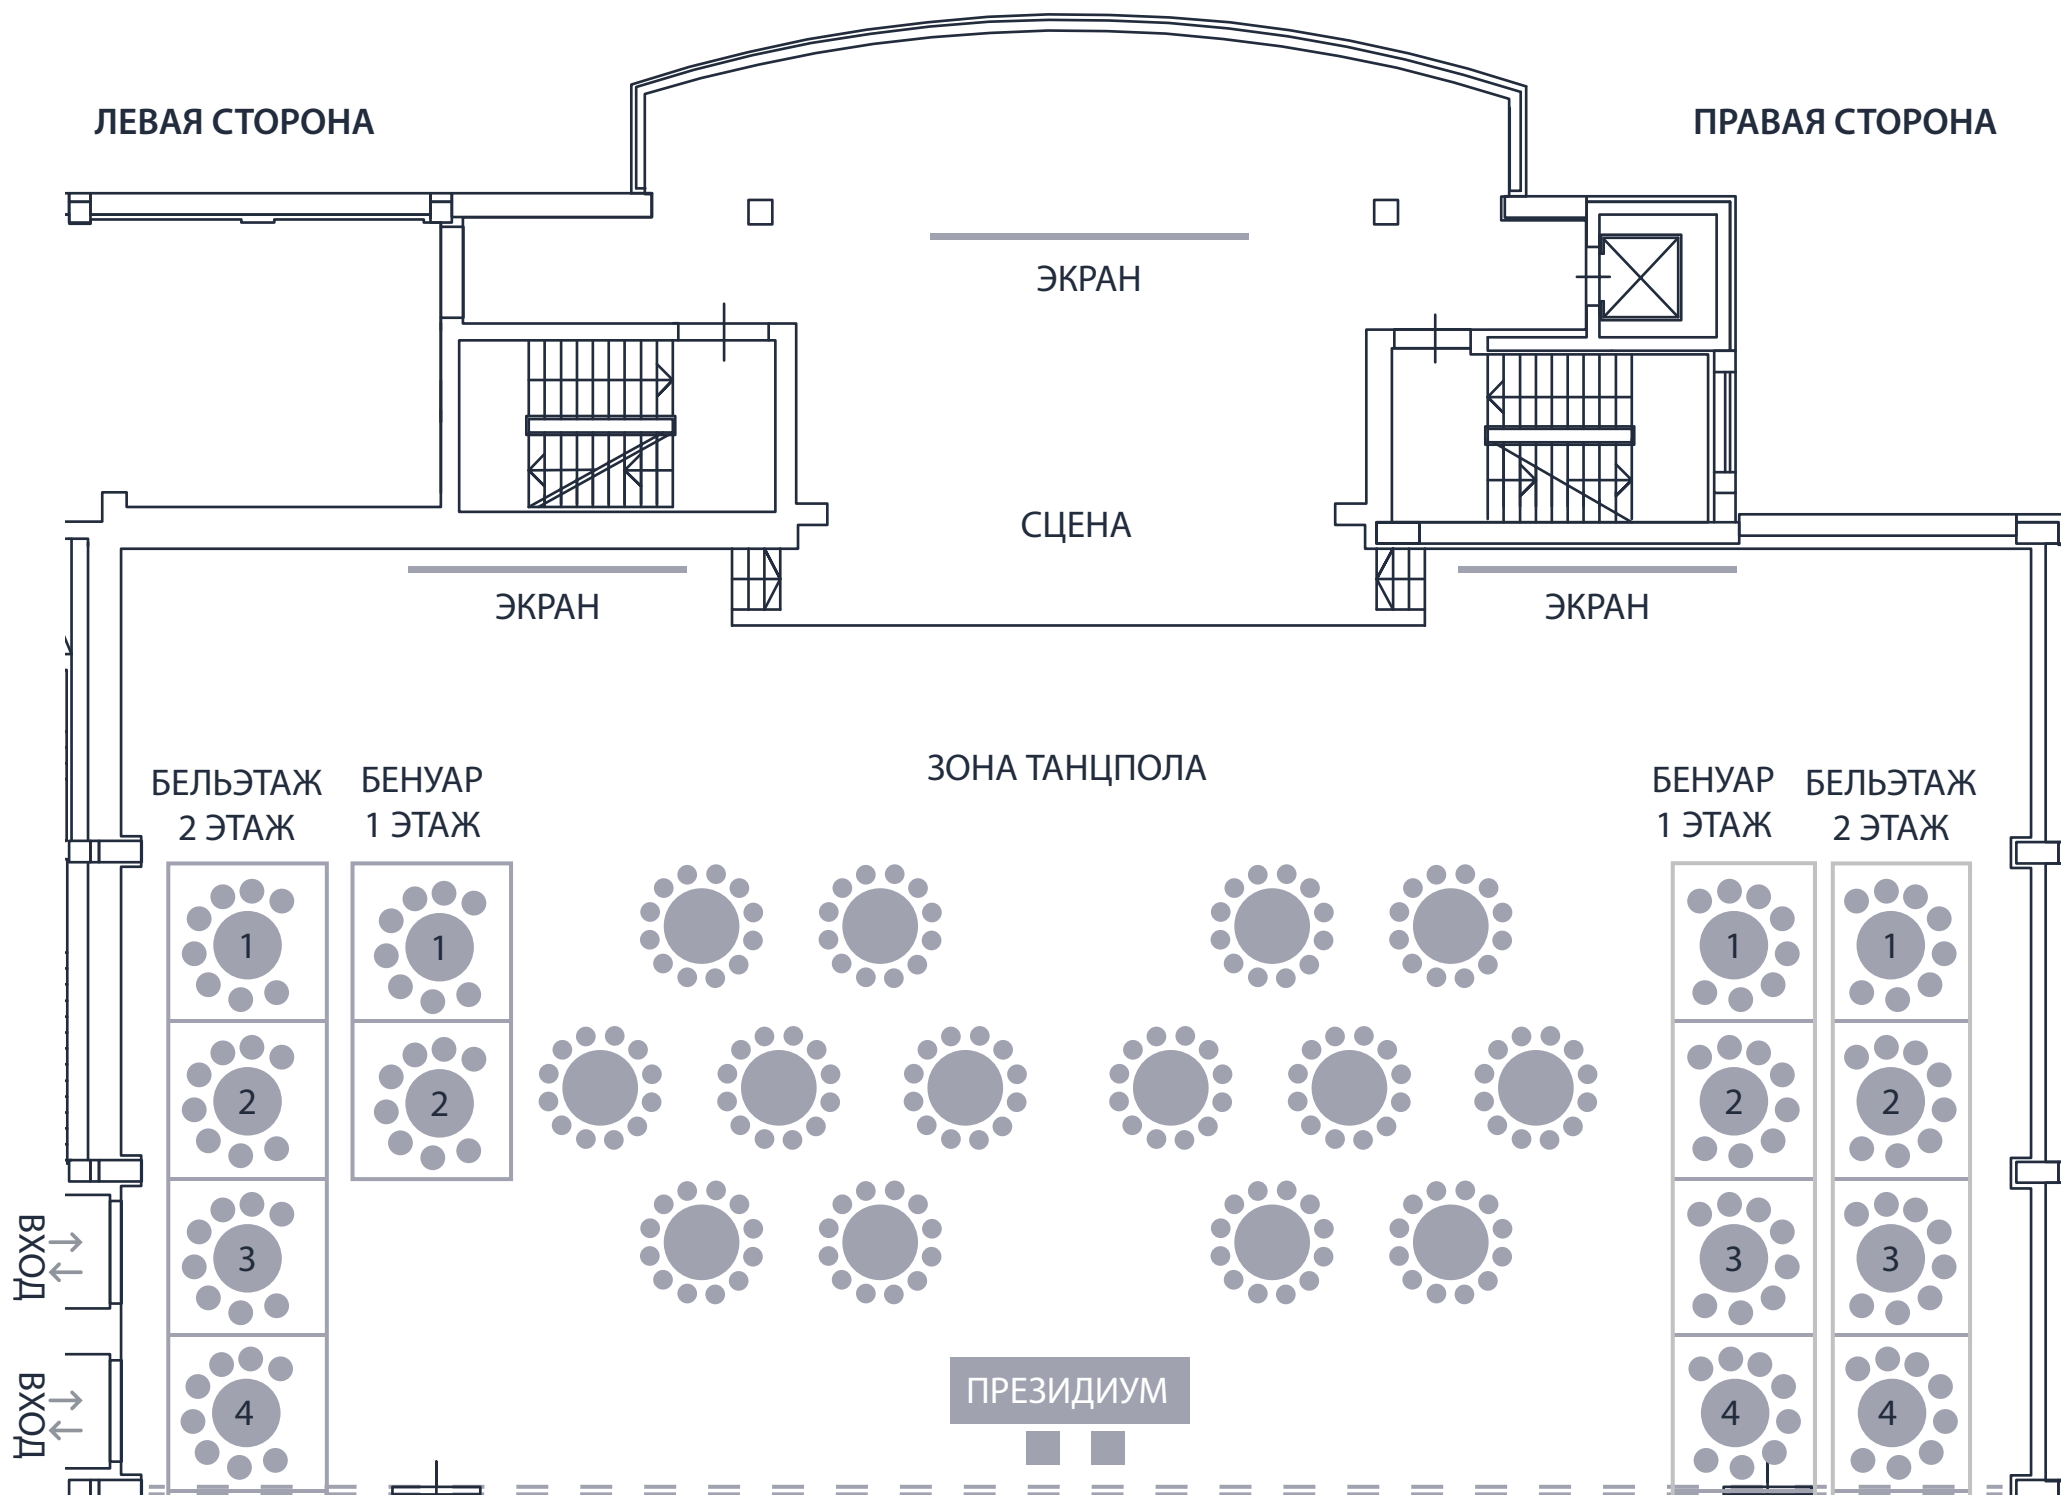 ЛЕВАЯ СТОРОНА
ПРАВАЯ СТОРОНА
ЭКРАН
СЦЕНА
ЭКРАН
ЭКРАН
ЗОНА ТАНЦПОЛА
БЕЛЬЭТАЖ
2 ЭТАЖ
БЕНУАР
1 ЭТАЖ
БЕНУАР
1 ЭТАЖ
БЕЛЬЭТАЖ
2 ЭТАЖ
1
1
1
1
2
2
2
2
3
3
3
ВХОД
4
4
4
ВХОД
ПРЕЗИДИУМ